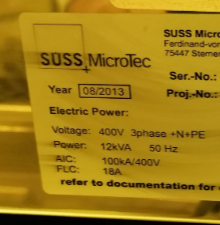 SUSS Micro
Ferdinand-von
75447 Sternen
SUSS MicroTec
Ser.-No.:
Year 08/2013
Proj.-No.:
Electric Power:
Voltage: 400V 3phase +N+PE
Power: 12kVA 50 Hz
AIC: 100kA/400V
FLC: 18A
refer to documentation for